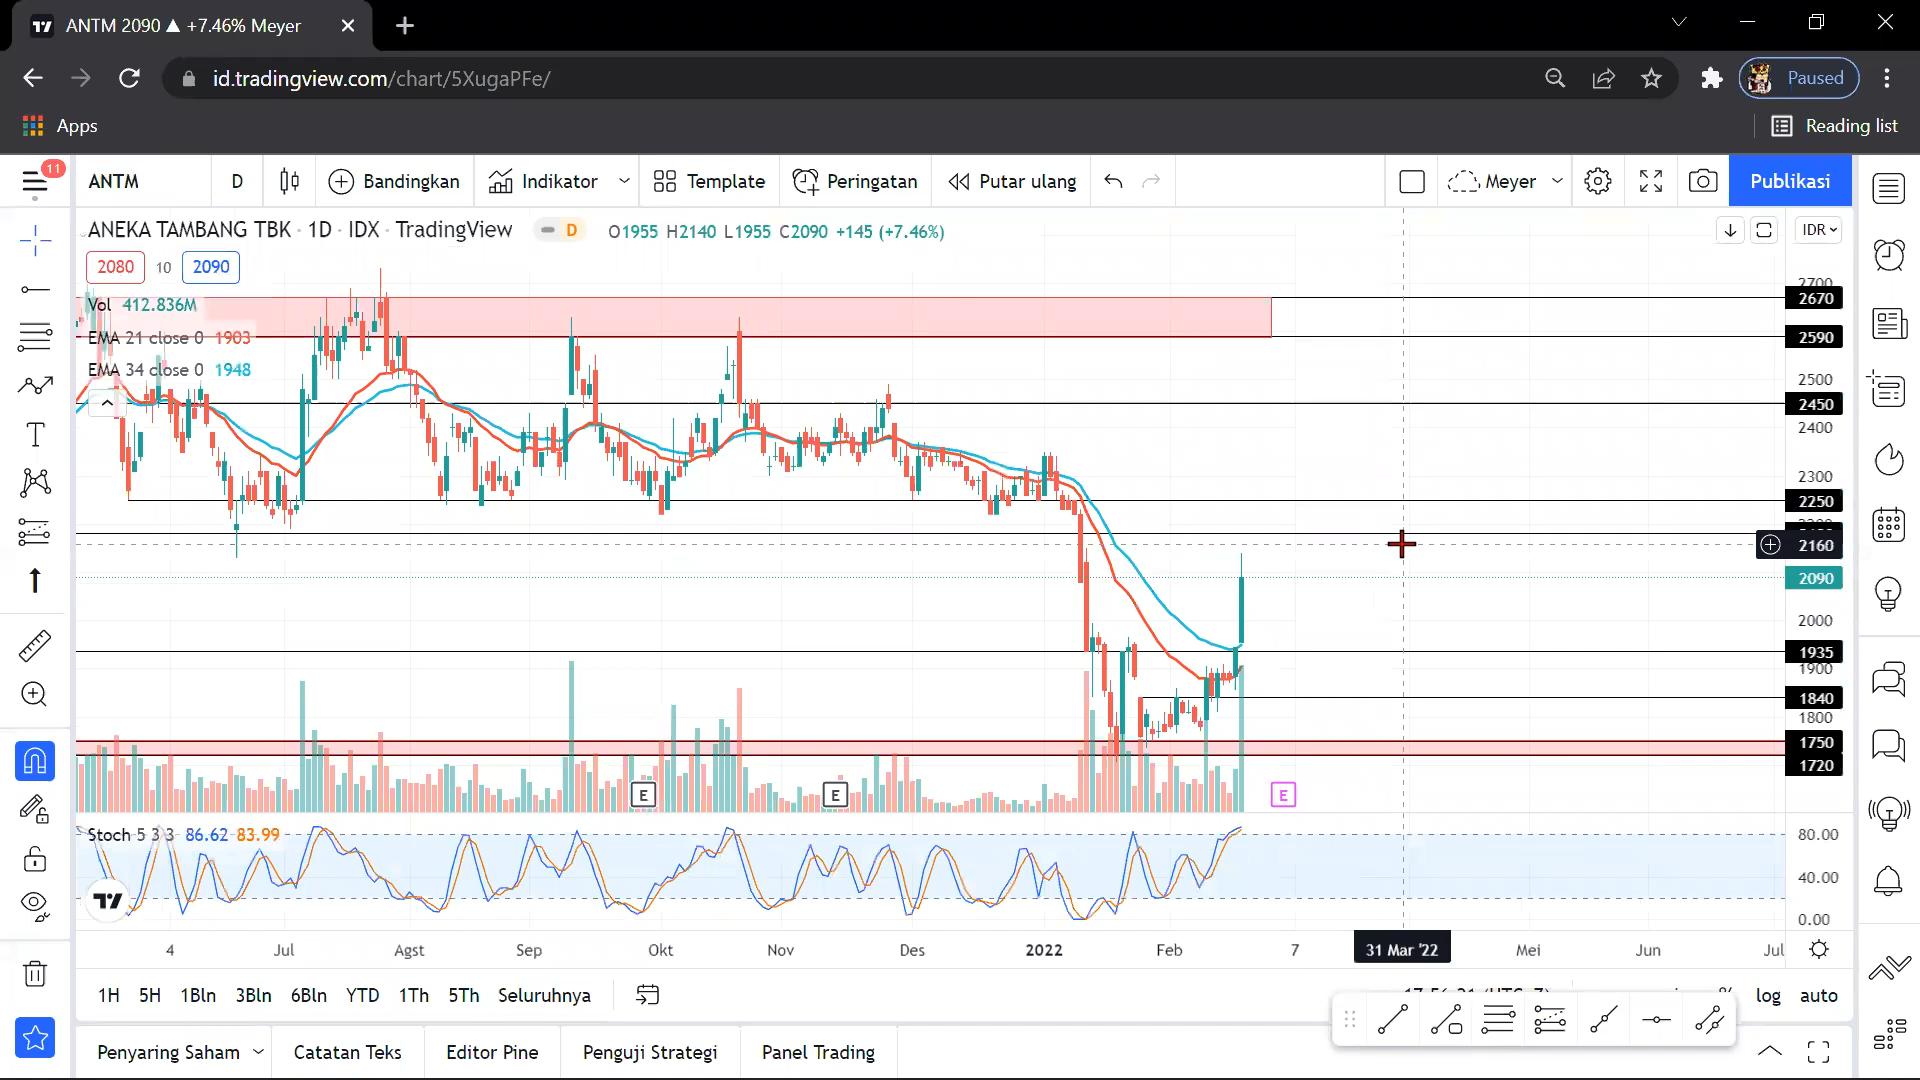 ANTM 2090 ▲ +7.46% Meyer
id.tradingview.com/chart/5XugaPFe/
Paused
Apps
Reading list
11
ANTM
D
Bandingkan
Indikator
Template
Peringatan
Putar ulang
Meyer
Publikasi
ANEKA TAMBANG TBK · 1D · IDX · TradingView
D
O1955 H2140 L1955 C2090 +145 (+7.46%)
IDR
2080
10
2090
Vol 412.836M
EMA 21 close 0 1903
EMA 34 close 0 1948
2700
2670
2590
2500
2450
2400
2300
2250
2160
2090
2000
1935
1900
1840
1800
1750
1720
E
E
E
Stoch 5 3 3 86.62 83.99
80.00
40.00
0.00
4
Jul
Agst
Sep
Okt
Nov
Des
2022
Feb
7
31 Mar '22
Mei
Jun
Jul
1H
5H
1Bln
3Bln
6Bln
YTD
1Th
5Th
Seluruhnya
log
auto
Penyaring Saham
Catatan Teks
Editor Pine
Penguji Strategi
Panel Trading